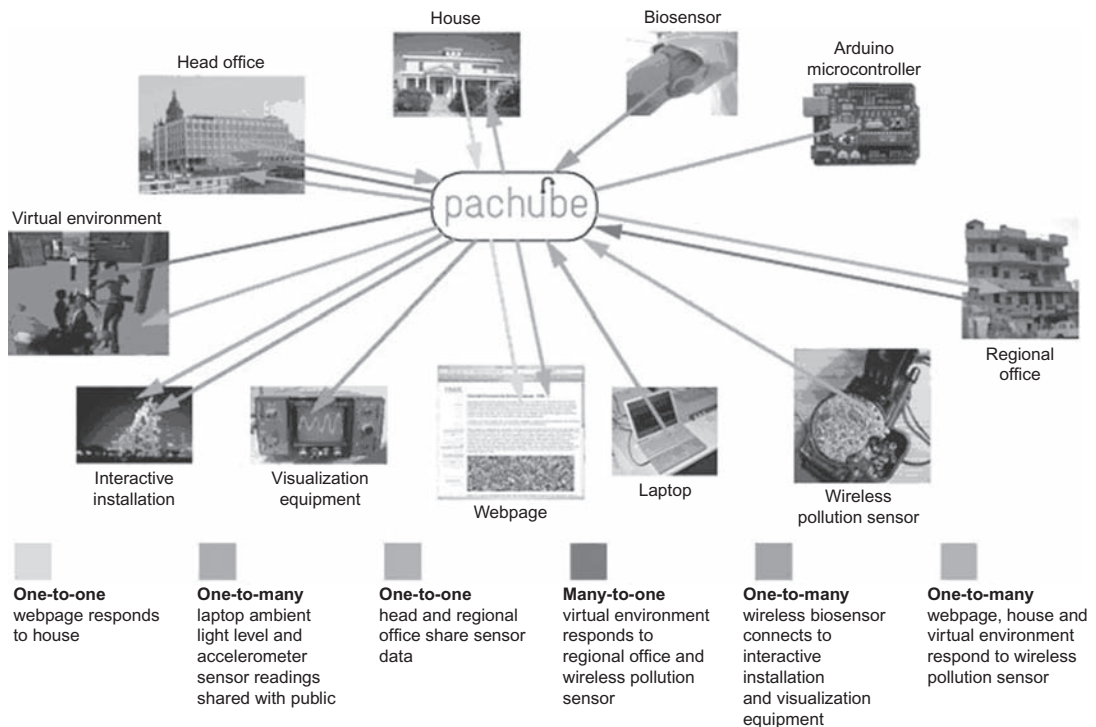 House
Biosensor
Head office
Arduino
microcontroller
pachube
Virtual environment
Regional
office
Interactive
installation
Visualization
equipment
Webpage
Laptop
Wireless
pollution sensor
One-to-one
webpage responds
to house
One-to-many
laptop ambient
light level and
accelerometer
sensor readings
shared with public
One-to-one
head and regional
office share sensor
data
Many-to-one
virtual environment
responds to
regional office and
wireless pollution
sensor
One-to-many
wireless biosensor
connects to
interactive
installation
and visualization
equipment
One-to-many
webpage, house and
virtual environment
respond to wireless
pollution sensor